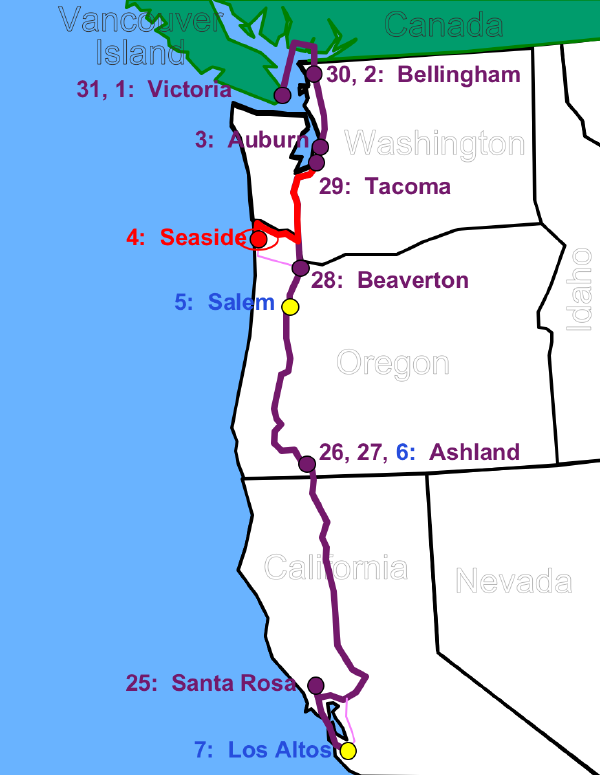 Vancouver
Island
Canada
31, 1: Victoria
30, 2: Bellingham
3: Auburn
Washington
29: Tacoma
4: Seaside
Idaho
28: Beaverton
5: Salem
Oregon
26, 27, 6: Ashland
California
Nevada
25: Santa Rosa
7: Los Altos